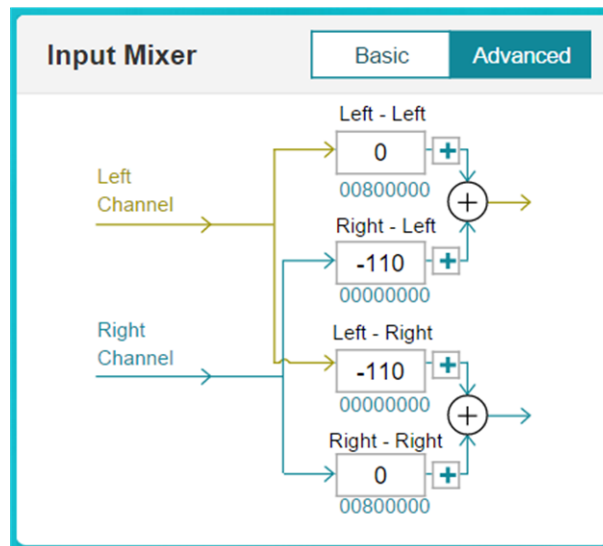 Input Mixer
Basic
Advanced
Left - Left
0
00800000
Left
Channel
Right - Left
-110
00000000
Right
Channel
Left - Right
-110
00000000
Right - Right
0
00800000